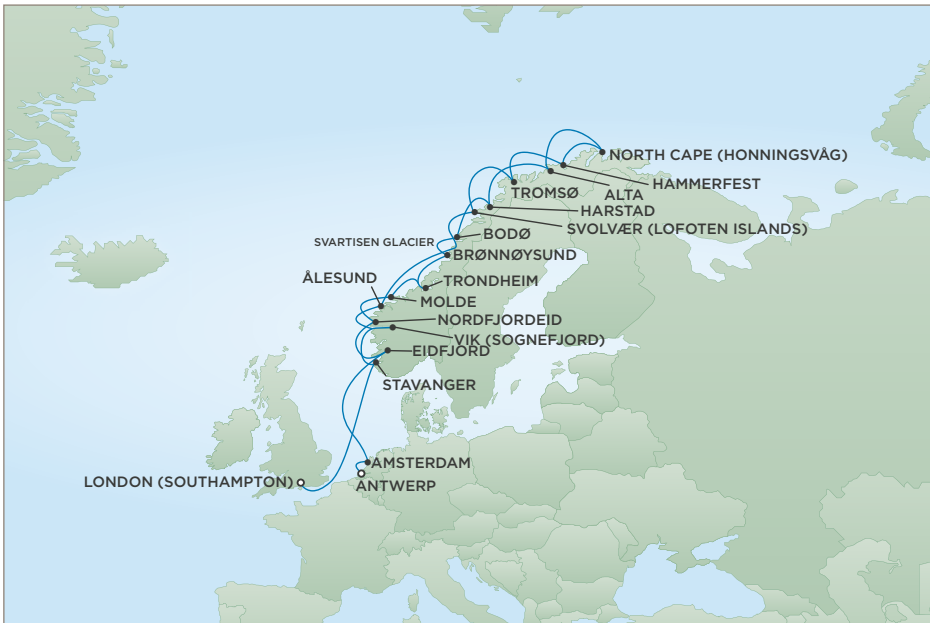 NORTH CAPE (HONNINGSVÅG)
HAMMERFEST
TROMSØ
ALTA
HARSTAD
SVOLVÆR (LOFOTEN ISLANDS)
BODØ
SVARTISEN GLACIER
BRØNNØYSUND
ÅLESUND
TRONDHEIM
MOLDE
NORDFJORDEID
VIK (SOGNEFJORD)
EIDFJORD
STAVANGER
AMSTERDAM
LONDON (SOUTHAMPTON)
ANTWERP